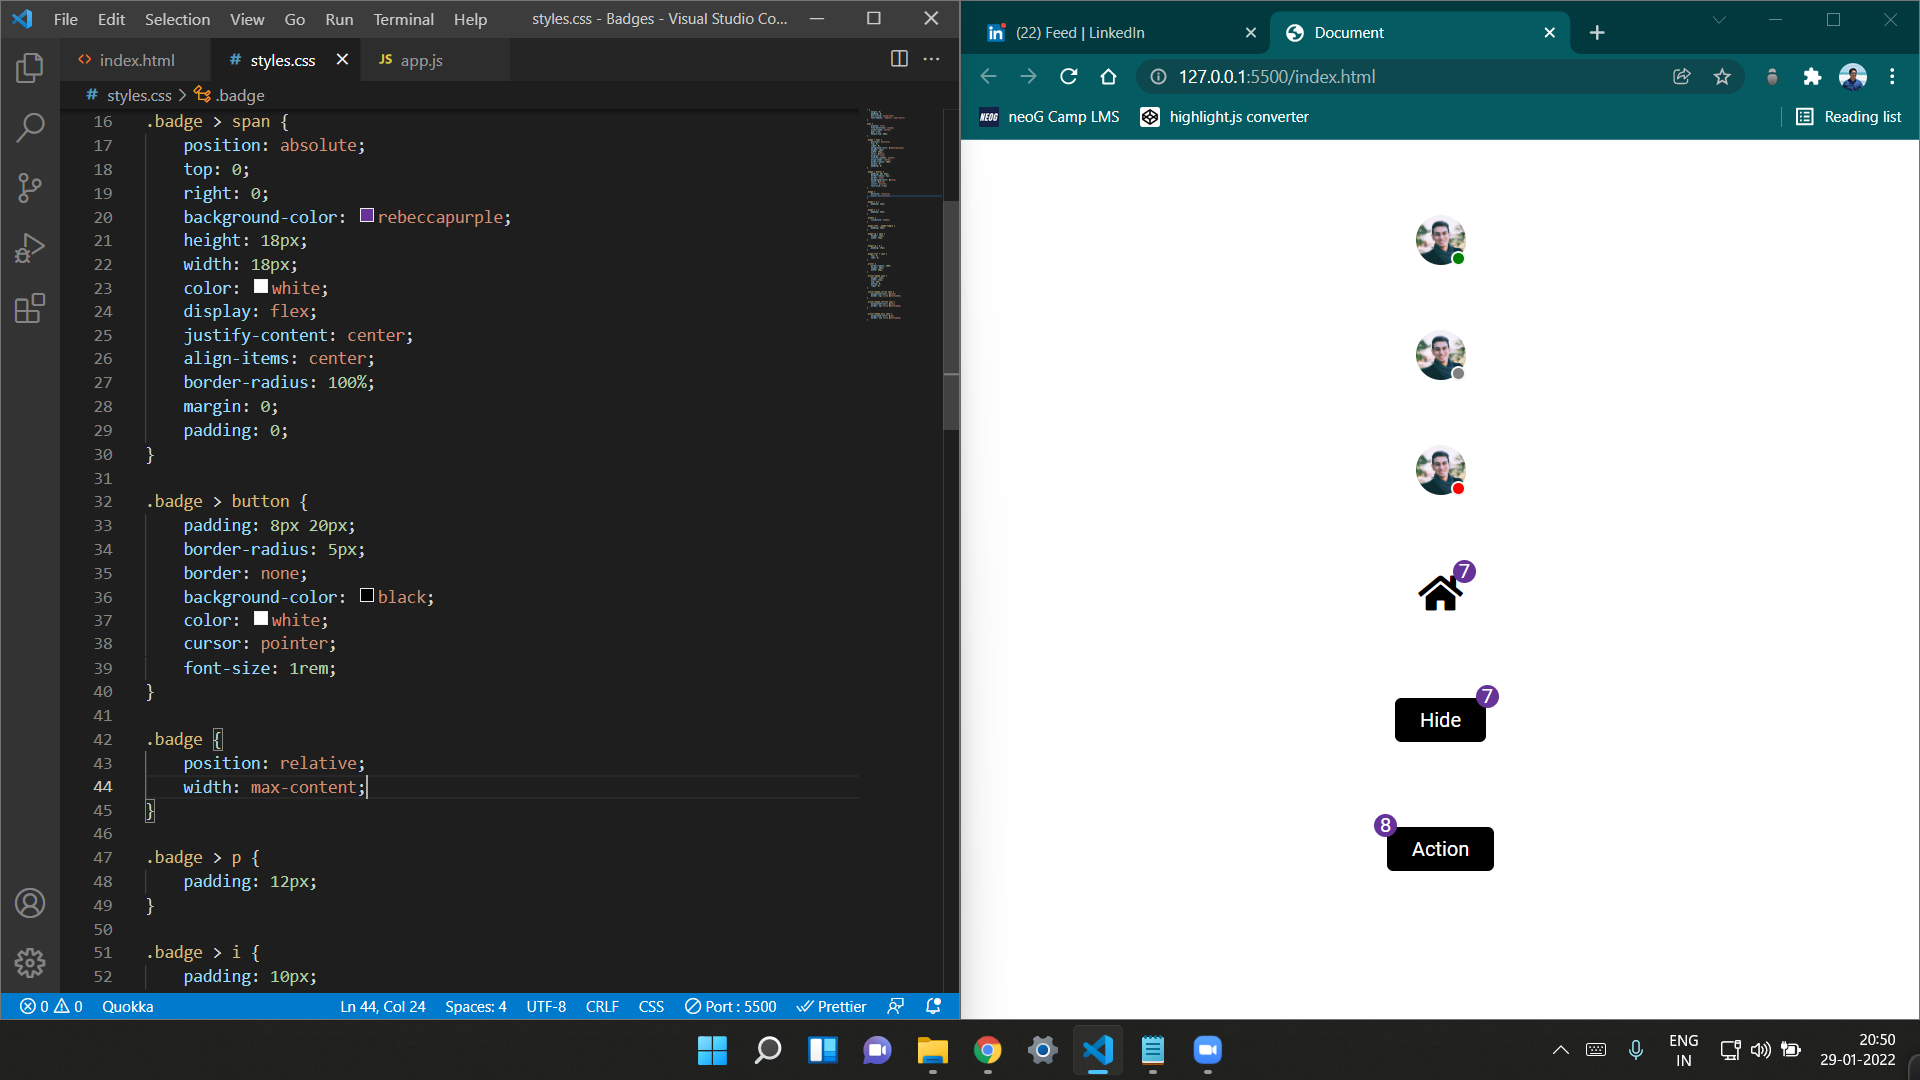 File Edit Selection View Go Run Terminal Help styles.css - Badges - Visual Studio Co...
index.html # styles.css JS app.js
# styles.css > .badge
16 .badge > span {
17 position: absolute;
18 top: 0;
19 right: 0;
20 background-color: rebeccapurple;
21 height: 18px;
22 width: 18px;
23 color: white;
24 display: flex;
25 justify-content: center;
26 align-items: center;
27 border-radius: 100%;
28 margin: 0;
29 padding: 0;
30 }
31
32 .badge > button {
33 padding: 8px 20px;
34 border-radius: 5px;
35 border: none;
36 background-color: black;
37 color: white;
38 cursor: pointer;
39 font-size: 1rem;
40 }
41
42 .badge {
43 position: relative;
44 width: max-content;
45 }
46
47 .badge > p {
48 padding: 12px;
49 }
50
51 .badge > i {
52 padding: 10px;
0 0 Quokka Ln 44, Col 24 Spaces: 4 UTF-8 CRLF CSS Port : 5500 Prettier
in (22) Feed | LinkedIn Document
127.0.0.1:5500/index.html
NEOG neoG Camp LMS highlight.js converter Reading list
7
7
Hide
8
Action
ENG
IN
20:50
29-01-2022